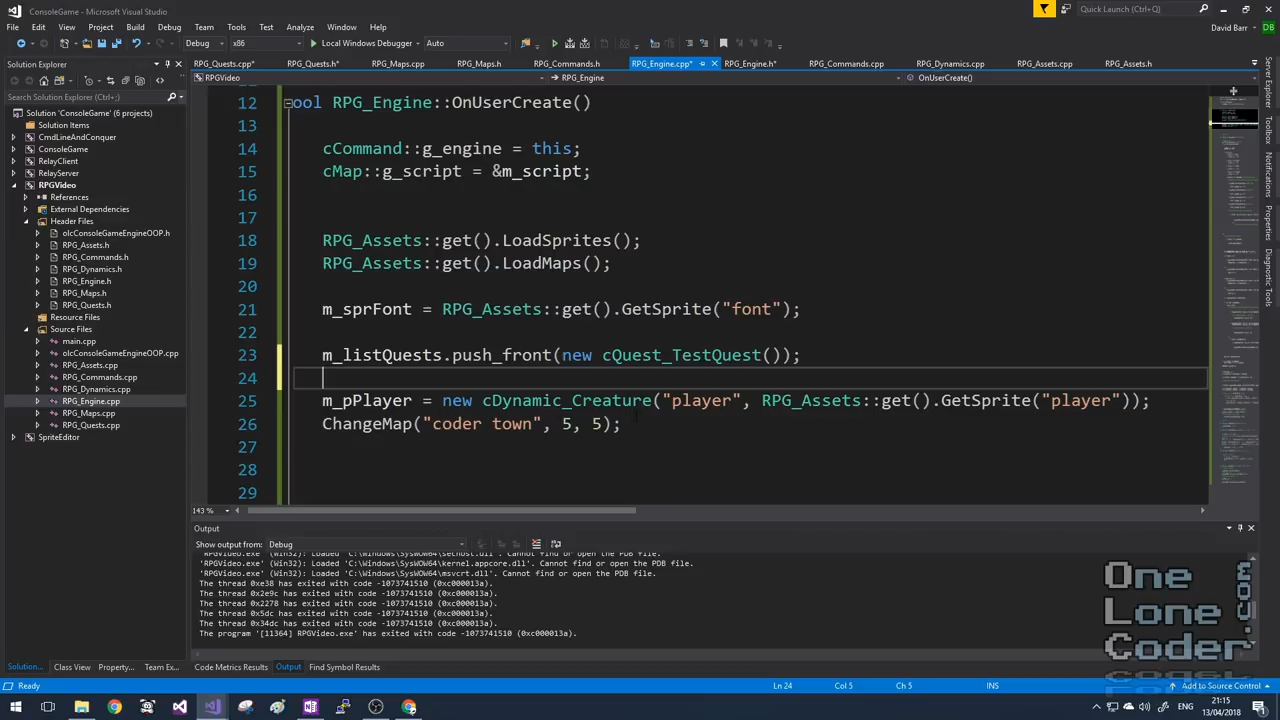 ConsoleGame - Microsoft Visual Studio
Quick Launch (Ctrl+Q)
File Edit View Project Build Debug Team Tools Test Analyze Window Help
David Barr DB
Debug x86 Local Windows Debugger Auto
Solution Explorer
Search Solution Explorer (Ctrl+;)
Solution 'ConsoleGame' (6 projects)
Solution Items
CmdLineAndConquer
ConsoleGame
RelayClient
RelayServer
RPGVideo
References
External Dependencies
Header Files
olcConsoleGameEngineOOP.h
RPG_Assets.h
RPG_Commands.h
RPG_Dynamics.h
RPG_Engine.h
RPG_Maps.h
RPG_Quests.h
Resource Files
Source Files
main.cpp
olcConsoleGameEngineOOP.cpp
RPG_Assets.cpp
RPG_Commands.cpp
RPG_Dynamics.cpp
RPG_Engine.cpp
RPG_Maps.cpp
RPG_Quests.cpp
SpriteEditor
Solution... Class View Property... Team Ex...
RPG_Quests.cpp* RPG_Quests.h* RPG_Maps.cpp RPG_Maps.h RPG_Commands.h RPG_Engine.cpp* RPG_Engine.h* RPG_Commands.cpp RPG_Dynamics.cpp RPG_Assets.cpp RPG_Assets.h
RPGVideo RPG_Engine OnUserCreate()
12 ool RPG_Engine::OnUserCreate()
13
14 cCommand::g_engine = this;
15 cMap::g_script = &m_script;
16
17
18 RPG_Assets::get().LoadSprites();
19 RPG_Assets::get().LoadMaps();
20
21 m_sprFont = RPG_Assets::get().GetSprite("font");
22
23 m_listQuests.push_front(new cQuest_TestQuest());
24
25 m_pPlayer = new cDynamic_Creature("player", RPG_Assets::get().GetSprite("player"));
26 ChangeMap("coder town", 5, 5);
27
28
29
143 %
Server Explorer
Toolbox
Notifications
Properties
Diagnostic Tools
Output
Show output from: Debug
'RPGVideo.exe' (Win32): Loaded 'C:\Windows\SysWOW64\sechost.dll'. Cannot find or open the PDB file.
'RPGVideo.exe' (Win32): Loaded 'C:\Windows\SysWOW64\kernel.appcore.dll'. Cannot find or open the PDB file.
'RPGVideo.exe' (Win32): Loaded 'C:\Windows\SysWOW64\msvcrt.dll'. Cannot find or open the PDB file.
The thread 0xe38 has exited with code -1073741510 (0xc000013a).
The thread 0x2e9c has exited with code -1073741510 (0xc000013a).
The thread 0x2278 has exited with code -1073741510 (0xc000013a).
The thread 0x5dc has exited with code -1073741510 (0xc000013a).
The thread 0x34dc has exited with code -1073741510 (0xc000013a).
The program '[11364] RPGVideo.exe' has exited with code -1073741510 (0xc000013a).
Code Metrics Results Output Find Symbol Results
One
Lone
Coder
.com
Ready Ln 24 Col 5 Ch 5 INS Add to Source Control
21:15
13/04/2018